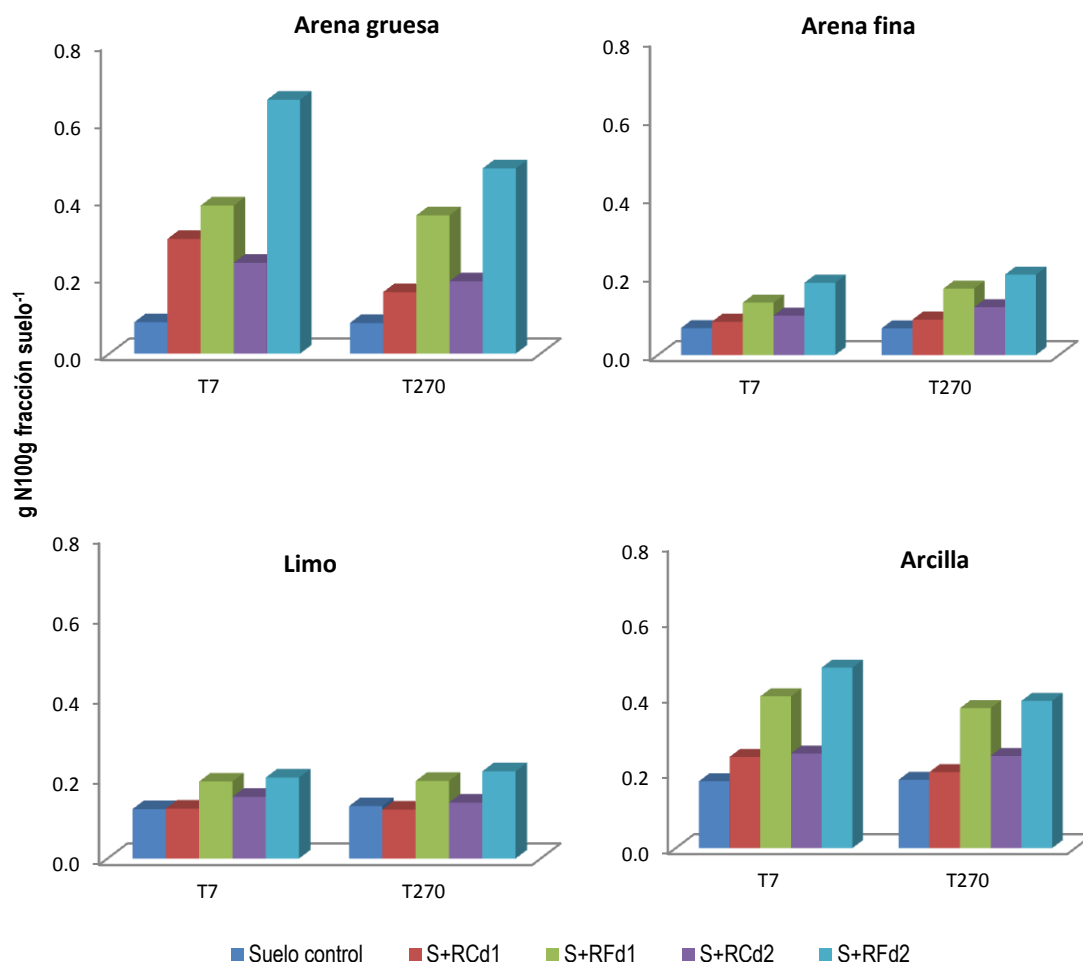 Arena gruesa
0.8
0.6
0.4
0.2
0.0
T7 T270
Arena fina
0.8
0.6
0.4
0.2
0.0
T7 T270
g N100g fracción suelo⁻¹
Limo
0.8
0.6
0.4
0.2
0.0
T7 T270
Arcilla
0.8
0.6
0.4
0.2
0.0
T7 T270
Suelo control S+RCd1 S+RFd1 S+RCd2 S+RFd2